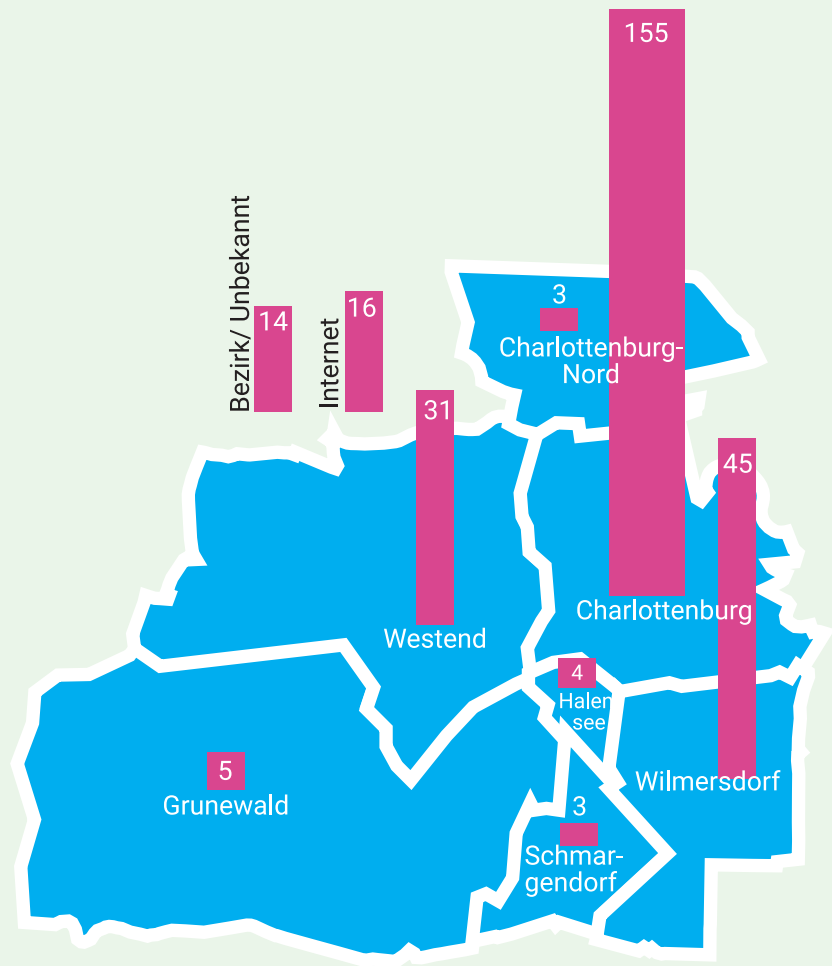 155
Bezirk/ Unbekannt
14
Internet
16
3
Charlottenburg-
Nord
31
45
Westend
Charlottenburg
4
Halen
see
5
Grunewald
Wilmersdorf
3
Schmar-
gendorf